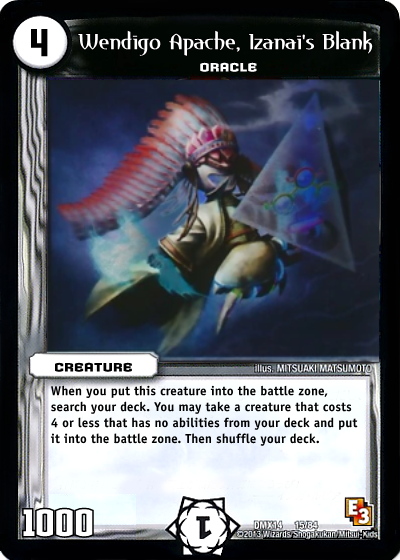 4 Wendigo Apache, Izanai's Blank
ORACLE
CREATURE
illus. MITSUAKI MATSUMOTO
When you put this creature into the battle zone,
search your deck. You may take a creature that costs
4 or less that has no abilities from your deck and put
it into the battle zone. Then shuffle your deck.
1000
1
DMX14 15/84
E3
©2013 Wizards/Shogakukan/Mitsui-Kids